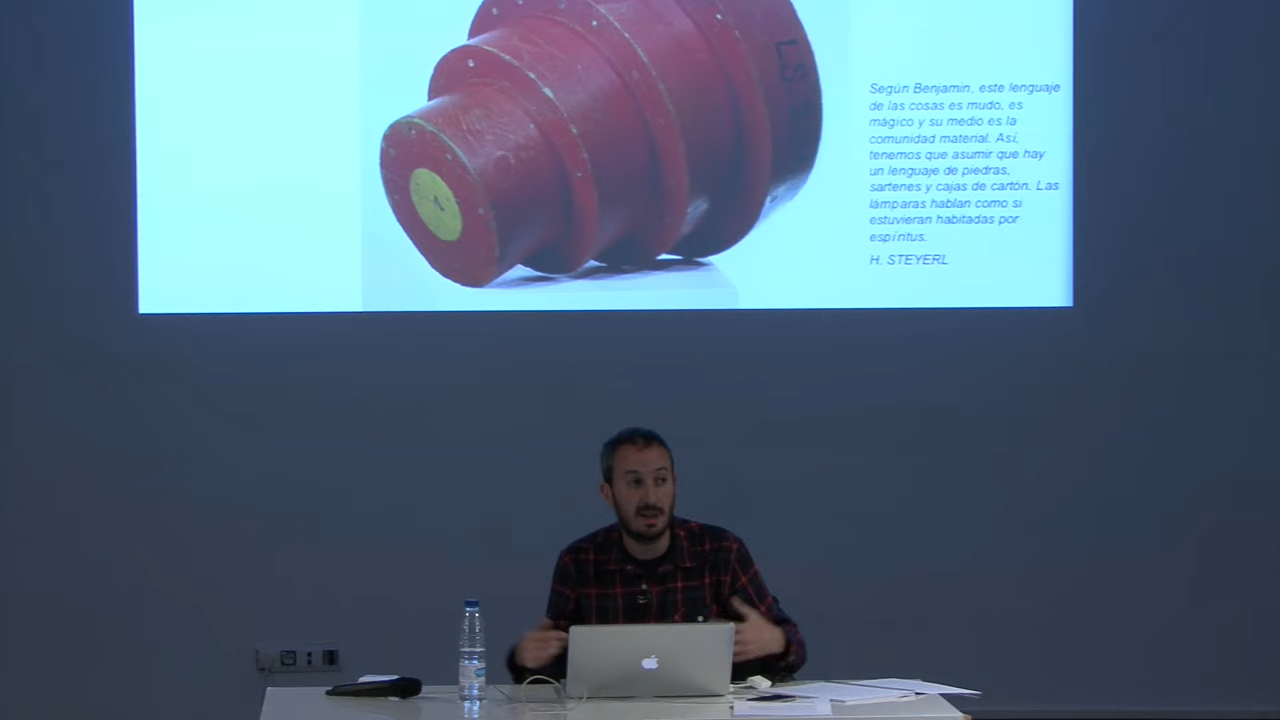 LS
Según Benjamin, este lenguaje
de las cosas es mudo, es
mágico y su medio es la
comunidad material. Así,
tenemos que asumir que hay
un lenguaje de piedras,
sartenes y cajas de cartón. Las
lámparas hablan como si
estuvieran habitadas por
espíritus.
H. STEYERL
A